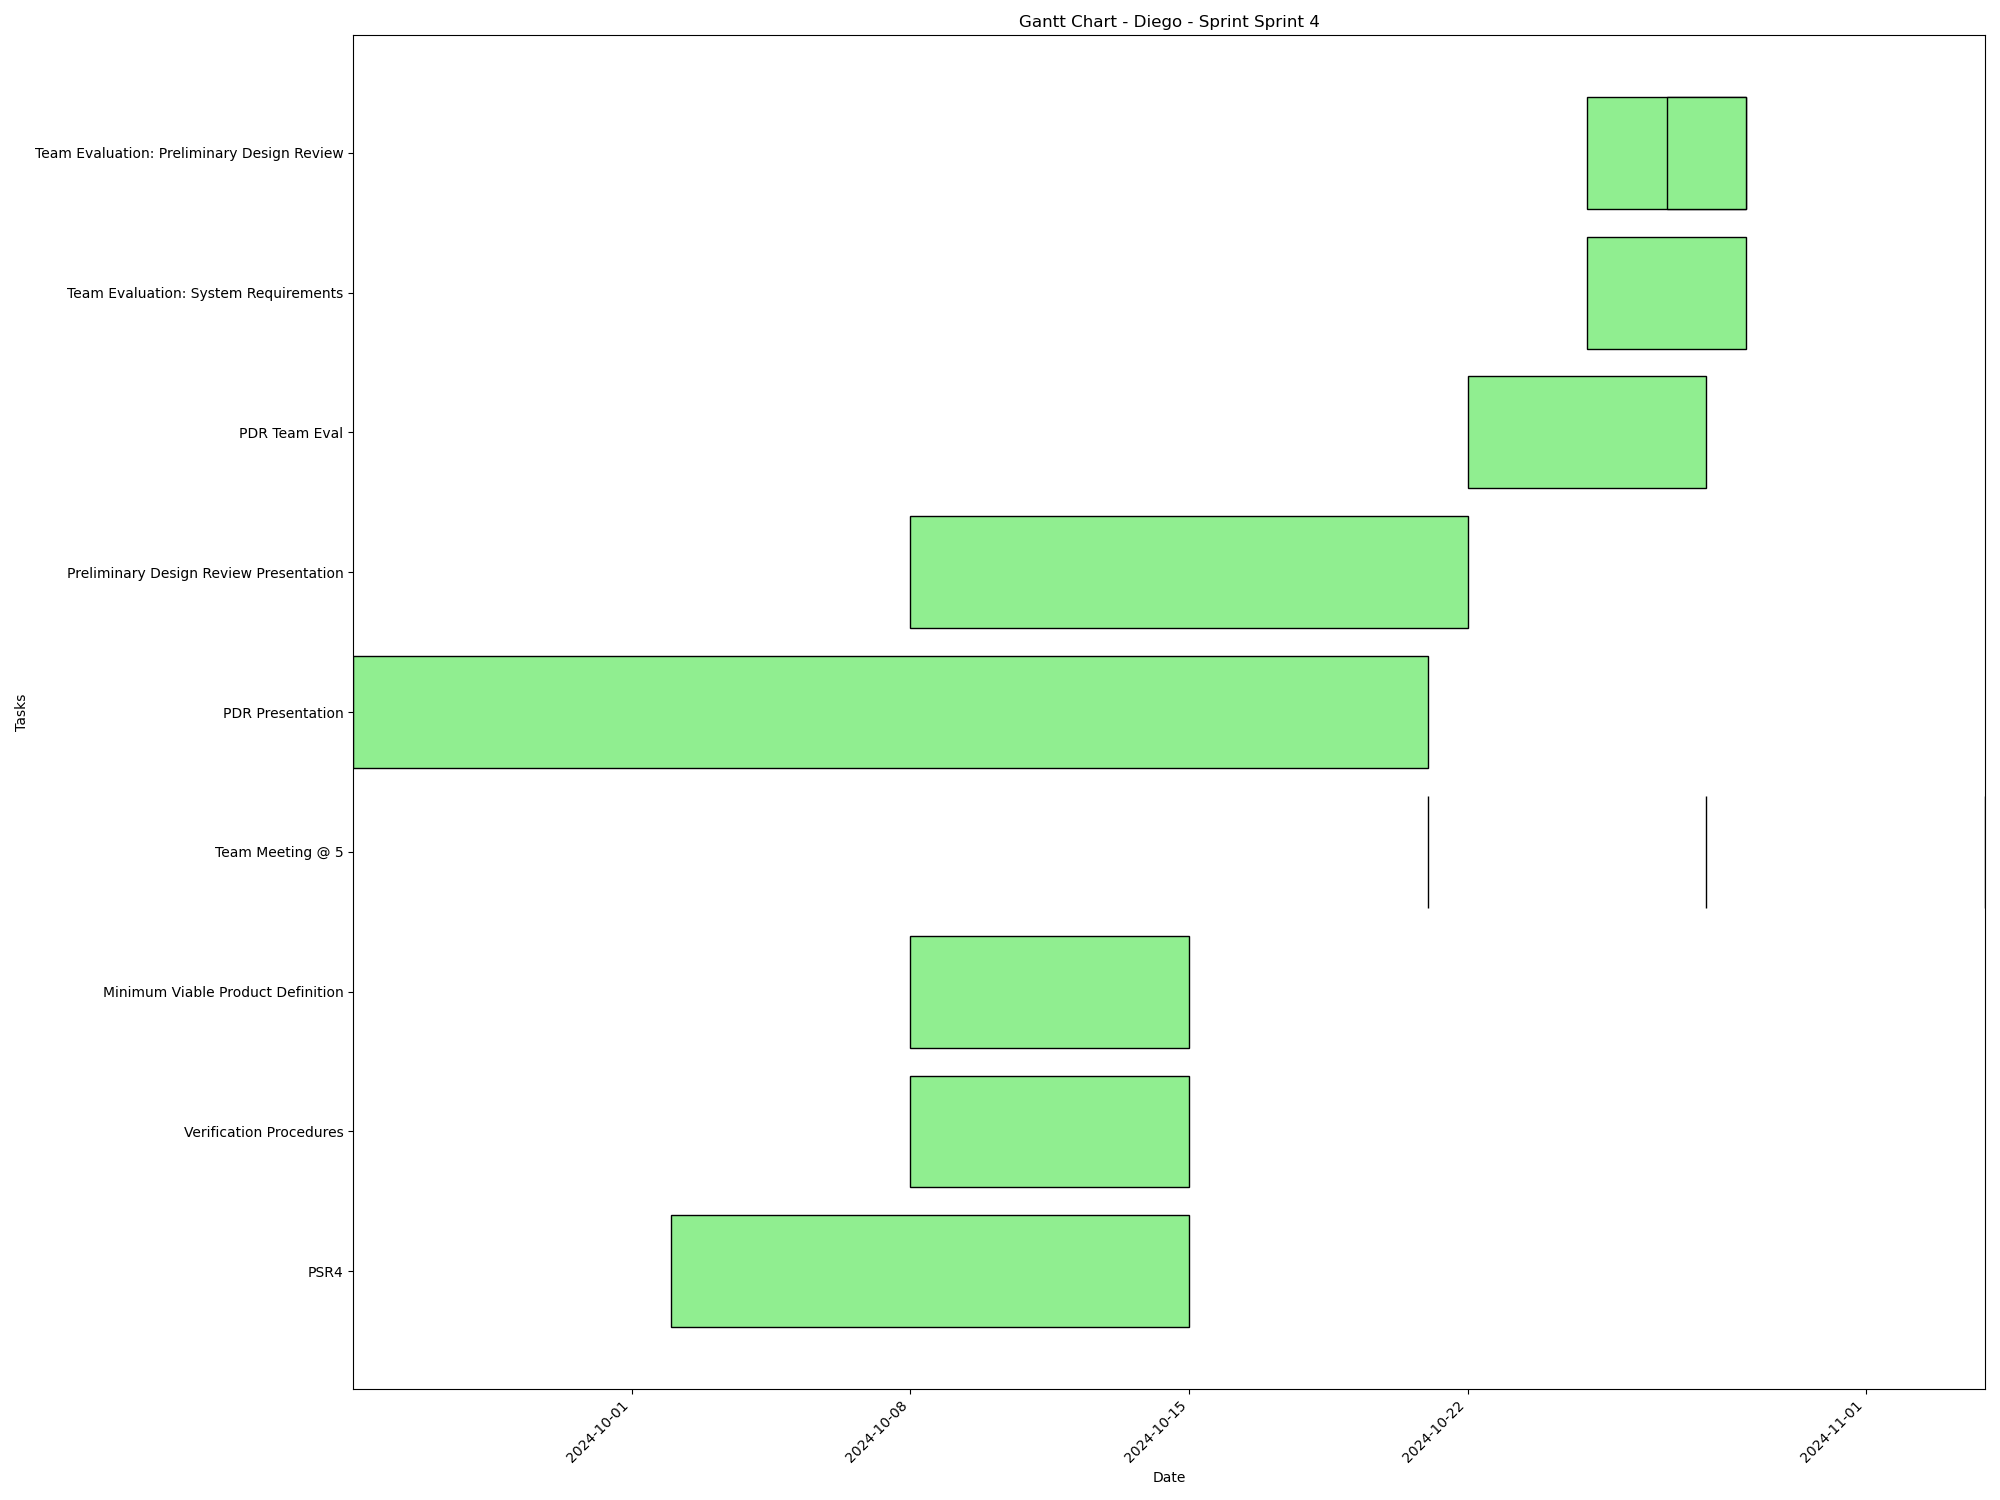 Gantt Chart - Diego - Sprint Sprint 4
Team Evaluation: Preliminary Design Review
Team Evaluation: System Requirements
PDR Team Eval
Preliminary Design Review Presentation
PDR Presentation
Team Meeting @ 5
Minimum Viable Product Definition
Verification Procedures
PSR4
Tasks
2024-10-01
2024-10-08
2024-10-15
2024-10-22
2024-11-01
Date